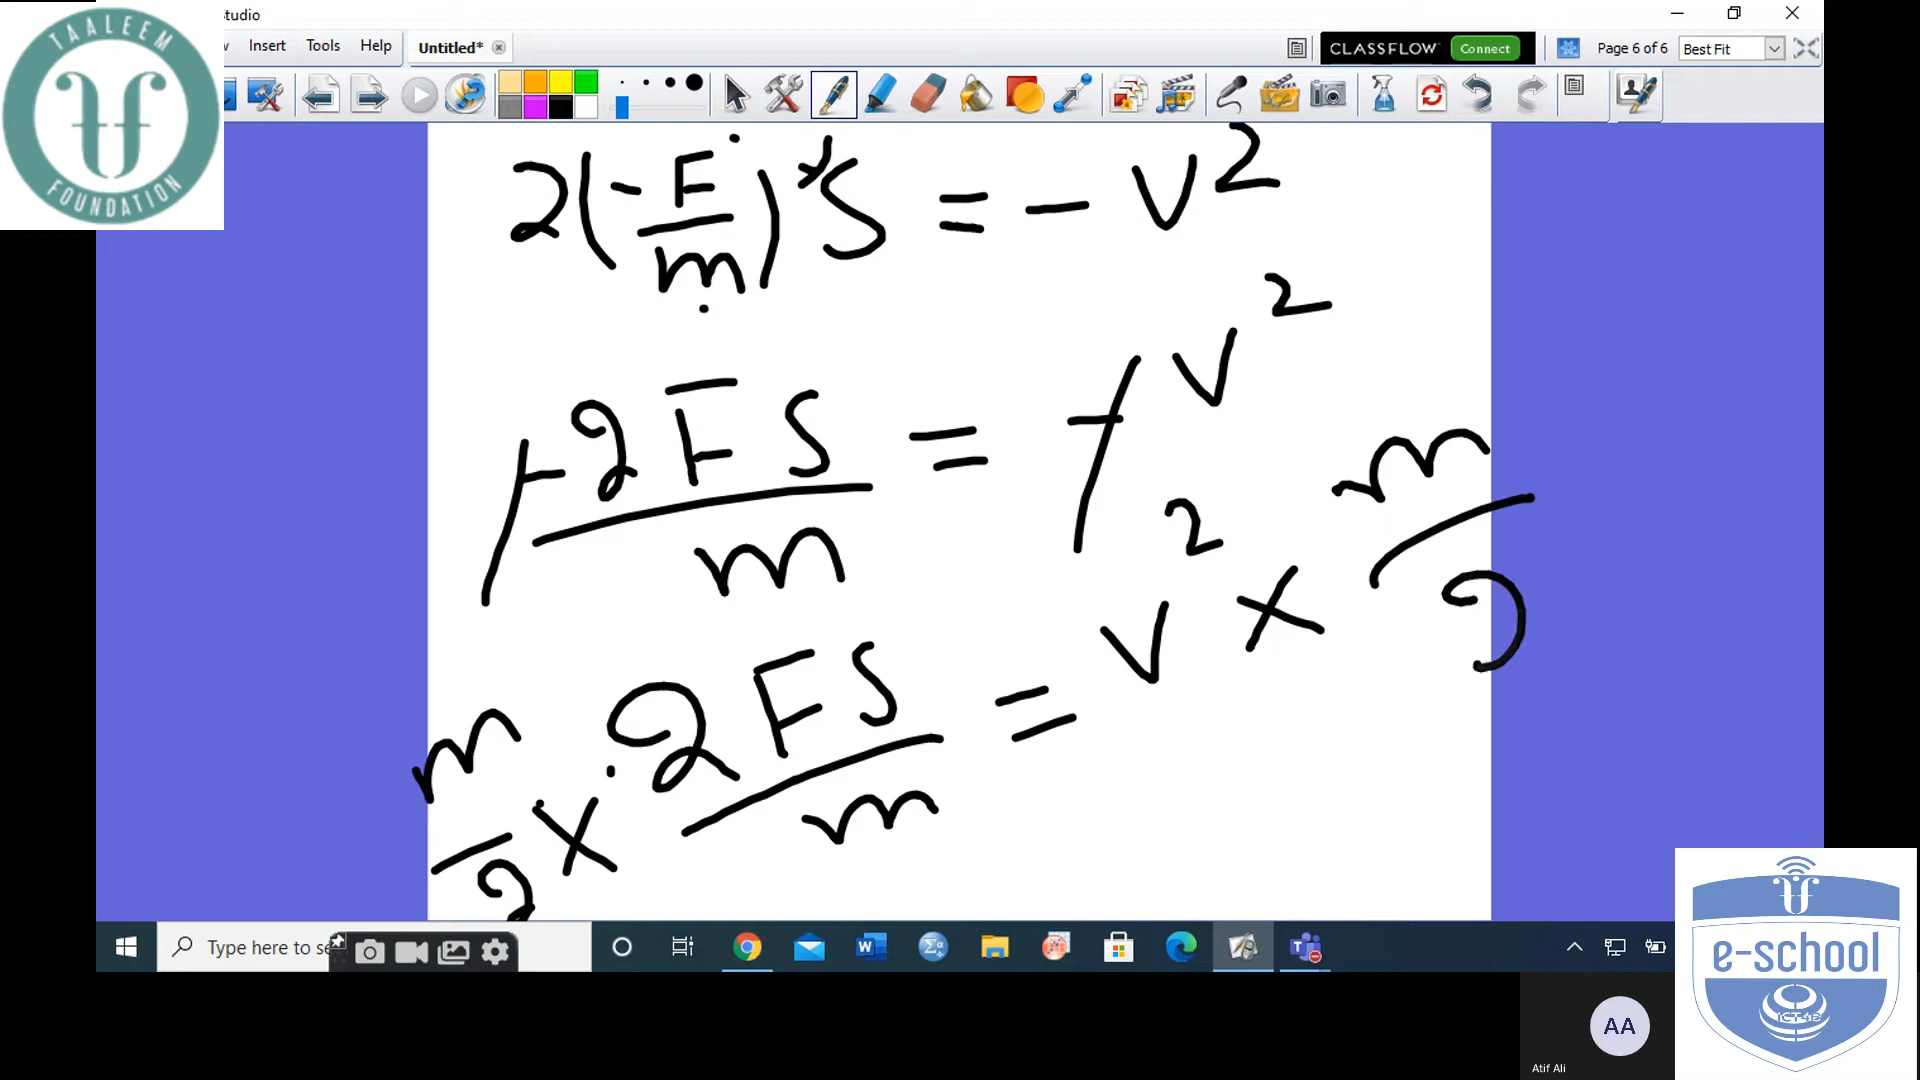 tudio
Insert Tools Help Untitled* CLASSFLOW Connect Page 6 of 6 Best Fit
TAALEEM
FOUNDATION
2(-F/m)S = - V²
-2FS/m = -V²
m/2 × 2FS/m = V² × m/2
Type here to se
e-school
ICT4D
AA
Atif Ali